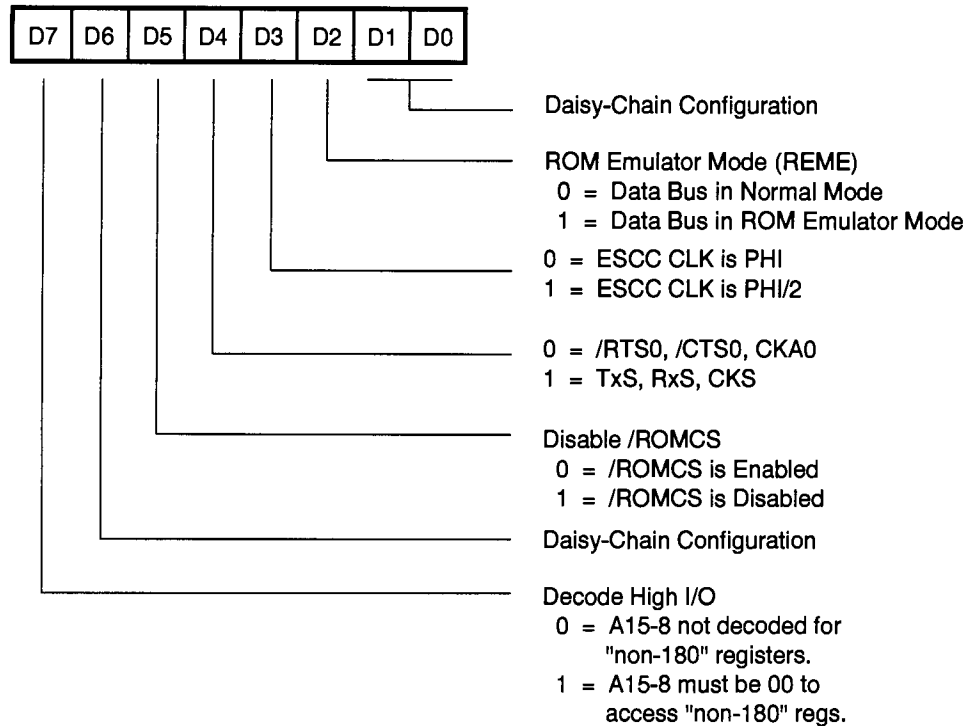 D7 D6 D5 D4 D3 D2 D1 D0
Daisy-Chain Configuration
ROM Emulator Mode (REME)
0 = Data Bus in Normal Mode
1 = Data Bus in ROM Emulator Mode
0 = ESCC CLK is PHI
1 = ESCC CLK is PHI/2
0 = /RTS0, /CTS0, CKA0
1 = TxS, RxS, CKS
Disable /ROMCS
0 = /ROMCS is Enabled
1 = /ROMCS is Disabled
Daisy-Chain Configuration
Decode High I/O
0 = A15-8 not decoded for
"non-180" registers.
1 = A15-8 must be 00 to
access "non-180" regs.